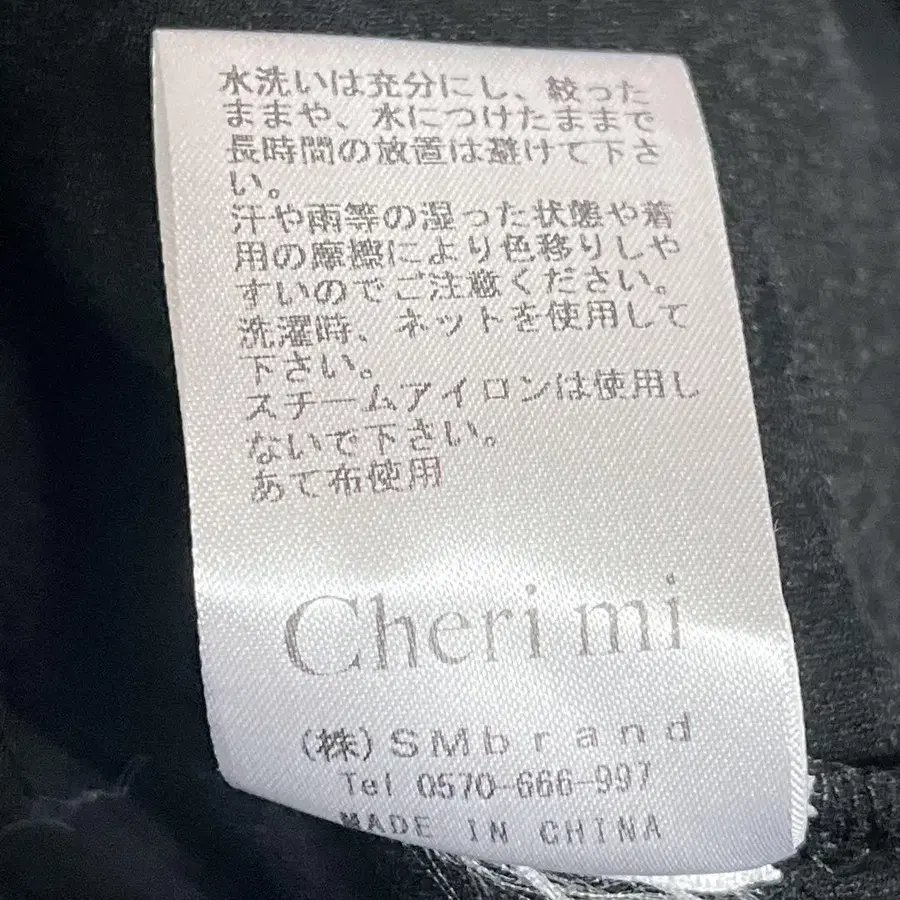 水洗いは充分にし、絞った
ままや、水につけたままで
長時間の放置は避けて下さ
い。
汗や雨等の湿った状態や着
用の摩擦により色移りしや
すいのでご注意ください。
洗濯時、ネットを使用して
下さい。
スチームアイロンは使用し
ないで下さい。
あて布使用
Cheri mi
(株)SMbrand
Tel 0570-666-997
MADE IN CHINA